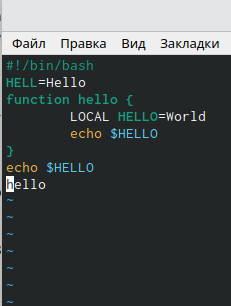 Файл Правка Вид Закладки
#!/bin/bash
HELL=Hello
function hello {
        LOCAL HELLO=World
        echo $HELLO
}
echo $HELLO
hello
~
~
~
~
~
~
~